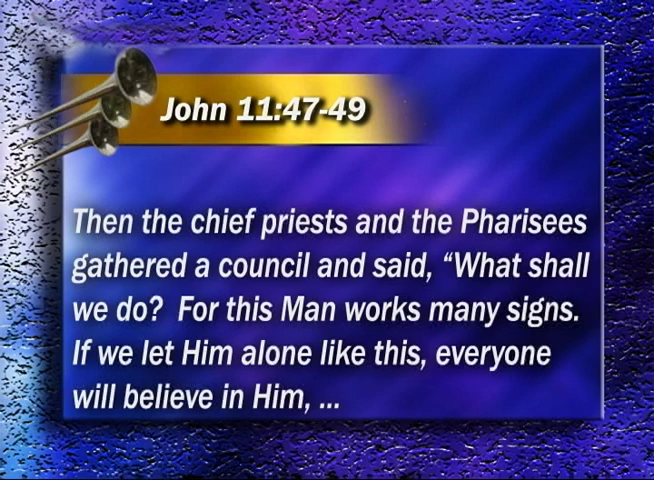 John 11:47-49
Then the chief priests and the Pharisees
gathered a council and said, “What shall
we do?  For this Man works many signs.
If we let Him alone like this, everyone
will believe in Him, ...